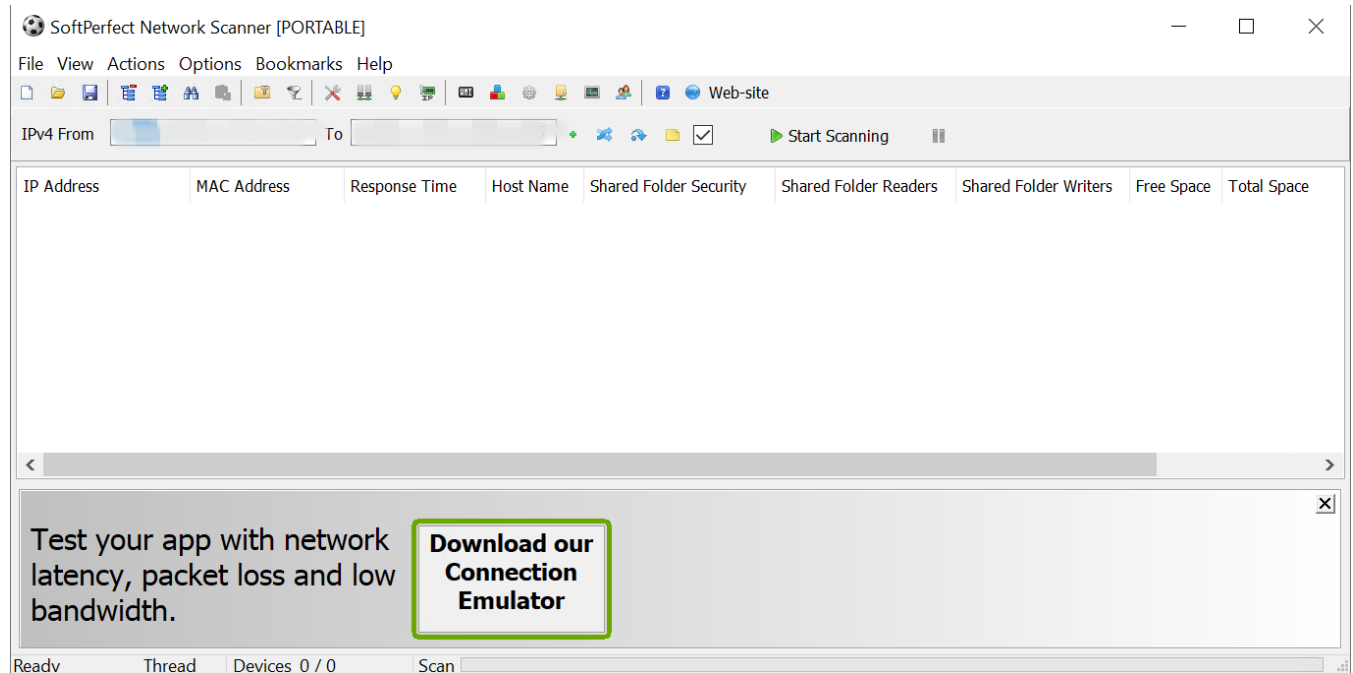 SoftPerfect Network Scanner [PORTABLE]
File View Actions Options Bookmarks Help
Web-site
IPv4 From To Start Scanning
IP Address MAC Address Response Time Host Name Shared Folder Security Shared Folder Readers Shared Folder Writers Free Space Total Space
Test your app with network
latency, packet loss and low
bandwidth.
Download our
Connection
Emulator
Ready Thread Devices 0 / 0 Scan